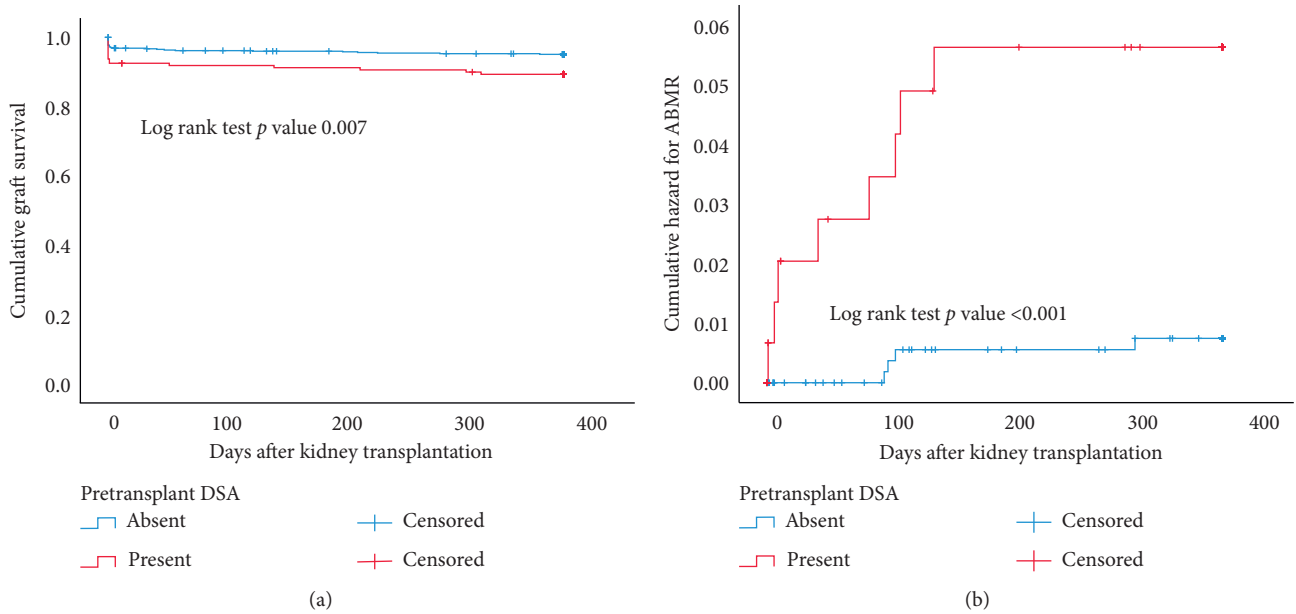 Cumulative graft survival
1.0
0.8
0.6
0.4
0.2
0.0
Log rank test p value 0.007
0 100 200 300 400
Days after kidney transplantation
Pretransplant DSA
Absent Censored
Present Censored
(a)
Cumulative hazard for ABMR
0.06
0.05
0.04
0.03
0.02
0.01
0.00
Log rank test p value <0.001
0 100 200 300 400
Days after kidney transplantation
Pretransplant DSA
Absent Censored
Present Censored
(b)